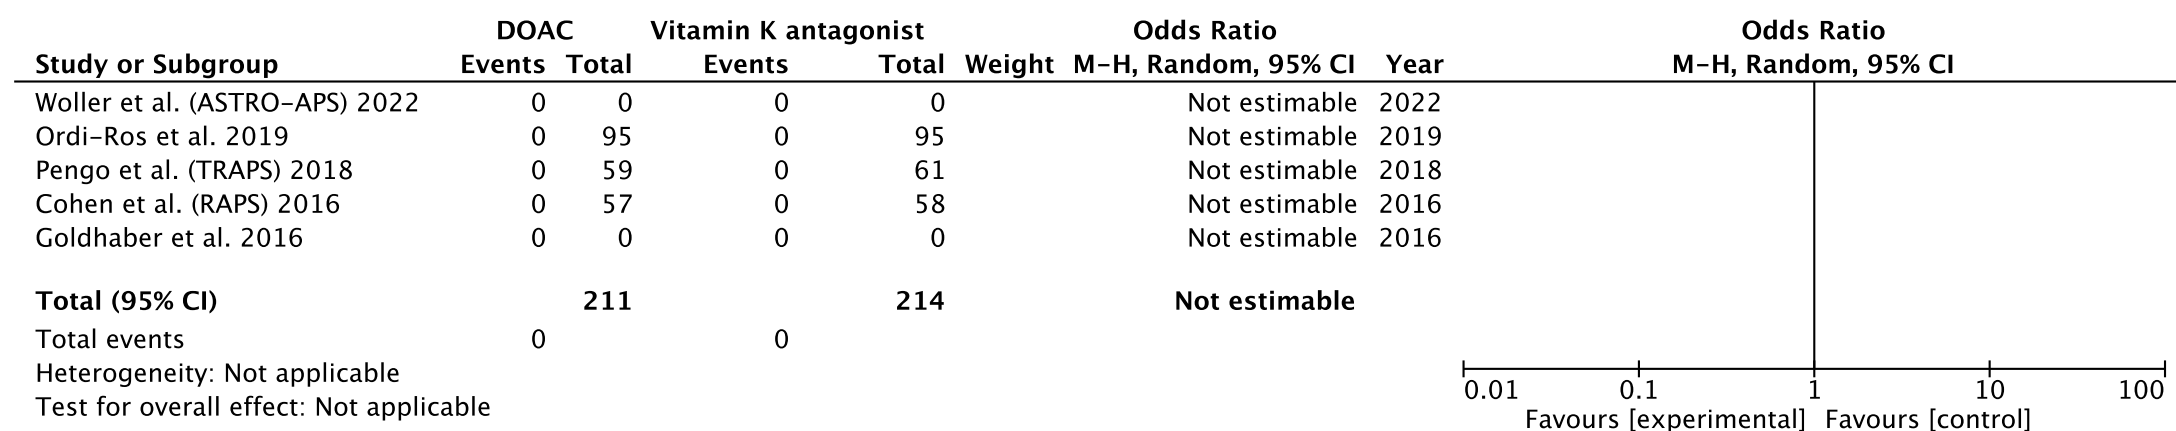 DOAC Vitamin K antagonist Odds Ratio Odds Ratio
Study or Subgroup Events Total Events Total Weight M-H, Random, 95% CI Year M-H, Random, 95% CI
Woller et al. (ASTRO-APS) 2022 0 0 0 0 Not estimable 2022
Ordi-Ros et al. 2019 0 95 0 95 Not estimable 2019
Pengo et al. (TRAPS) 2018 0 59 0 61 Not estimable 2018
Cohen et al. (RAPS) 2016 0 57 0 58 Not estimable 2016
Goldhaber et al. 2016 0 0 0 0 Not estimable 2016
Total (95% CI) 211 214 Not estimable
Total events 0 0
Heterogeneity: Not applicable
Test for overall effect: Not applicable
0.01 0.1 1 10 100
Favours [experimental] Favours [control]